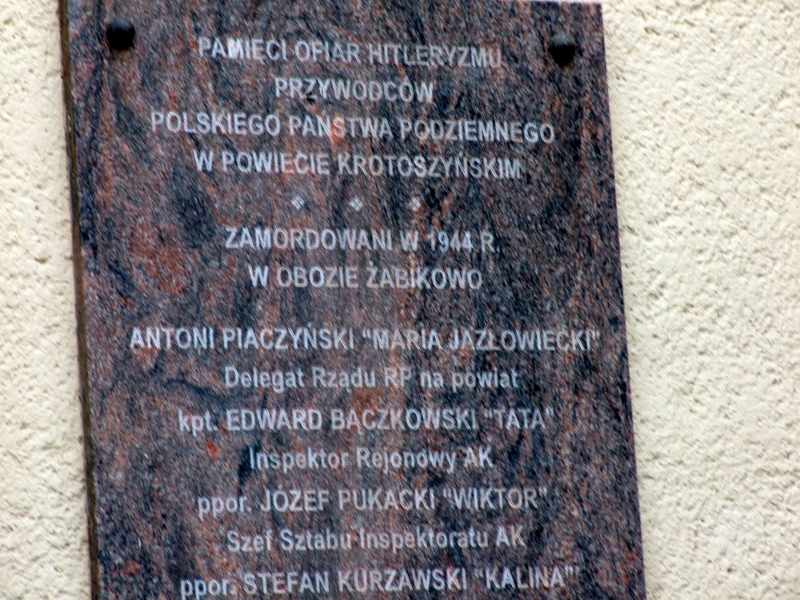 PAMIĘCI OFIAR HITLERYZMU
PRZYWÓDCÓW
POLSKIEGO PAŃSTWA PODZIEMNEGO
W POWIECIE KROTOSZYŃSKIM
ZAMORDOWANI W 1944 R.
W OBOZIE ŻABIKOWO
ANTONI PIACZYŃSKI "MARIA JAZŁOWIECKI"
Delegat Rządu RP na powiat
kpt. EDWARD BĄCZKOWSKI "TATA"
Inspektor Rejonowy AK
ppor. JÓZEF PUKACKI "WIKTOR"
Szef Sztabu Inspektoratu AK
ppor. STEFAN KURZAWSKI "KALINA"